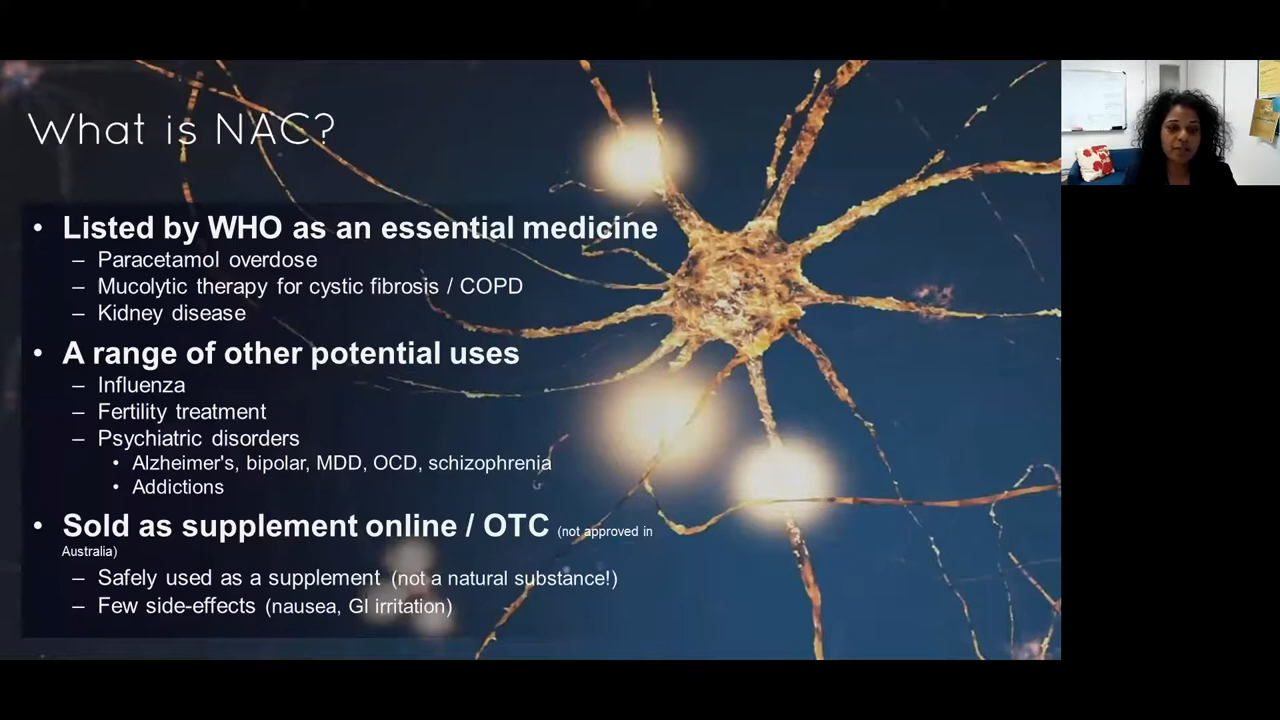 What is NAC?
• Listed by WHO as an essential medicine
– Paracetamol overdose
– Mucolytic therapy for cystic fibrosis / COPD
– Kidney disease
• A range of other potential uses
– Influenza
– Fertility treatment
– Psychiatric disorders
• Alzheimer's, bipolar, MDD, OCD, schizophrenia
• Addictions
• Sold as supplement online / OTC (not approved in
Australia)
– Safely used as a supplement (not a natural substance!)
– Few side-effects (nausea, GI irritation)